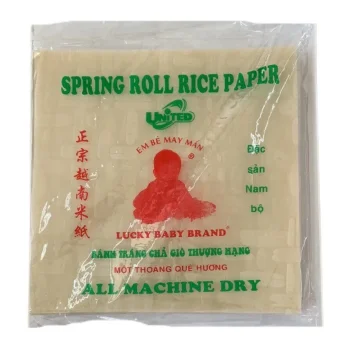 SPRING ROLL RICE PAPER
UNITED
EM BÉ MAY MẮN
正宗越南米紙
Đặc
sản
Nam
bộ
LUCKY BABY BRAND®
BÁNH TRÁNG CHẢ GIÒ THƯỢNG HẠNG
MỘT THOÁNG QUÊ HƯƠNG
ALL MACHINE DRY